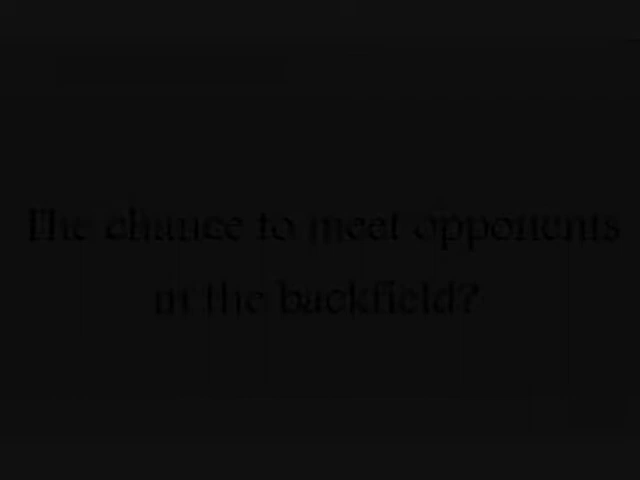 The chance to meet opponents
in the backfield?